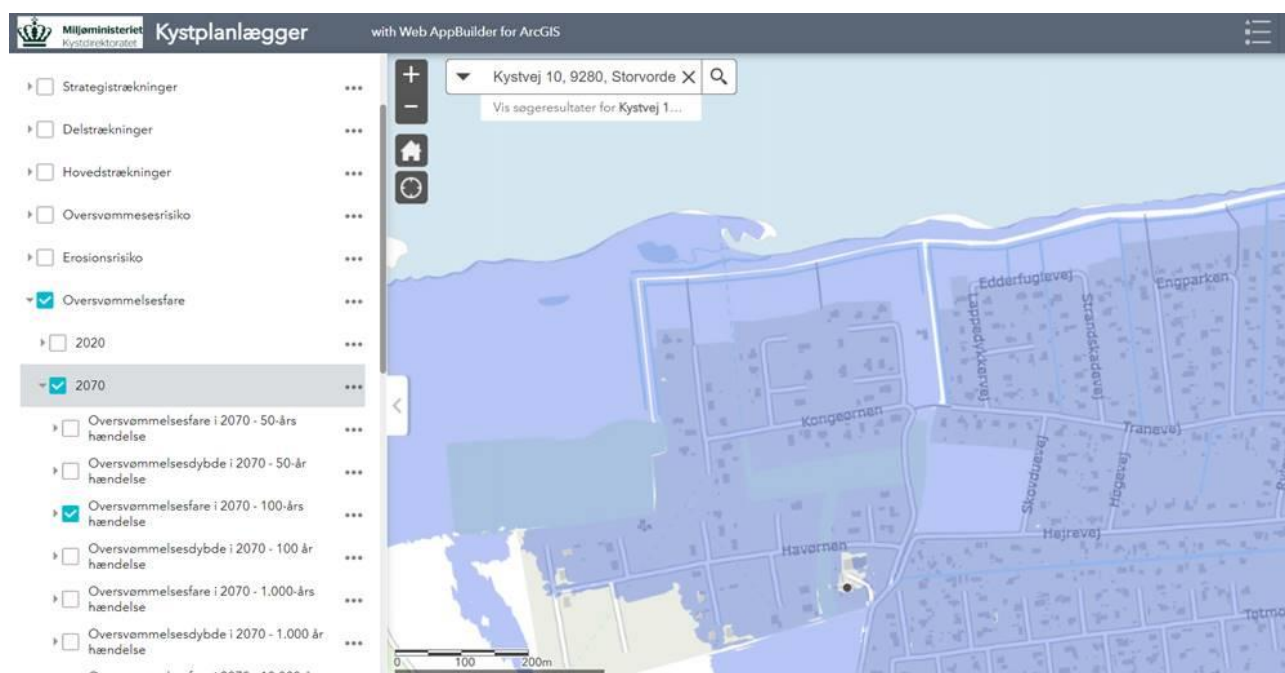 Miljøministeriet
Kystdirektoratet
Kystplanlægger
with Web AppBuilder for ArcGIS
Strategistrækninger
Delstrækninger
Hovedstrækninger
Oversvømmesesrisiko
Erosionsrisiko
Oversvømmelsesfare
2020
2070
Oversvømmelsesfare i 2070 - 50-års
hændelse
Oversvømmelsesdybde i 2070 - 50-år
hændelse
Oversvømmelsesfare i 2070 - 100-års
hændelse
Oversvømmelsesdybde i 2070 - 100 år
hændelse
Oversvømmelsesfare i 2070 - 1.000-års
hændelse
Oversvømmelsesdybde i 2070 - 1.000 år
hændelse
Kystvej 10, 9280, Storvorde
Vis søgeresultater for Kystvej 1...
Edderfuglevej
Engparken
Lappedykkervej
Strandskadevej
Kongeørnen
Tranevej
Skovduevej
Høgevej
Hejrevej
Havørnen
0 100 200m